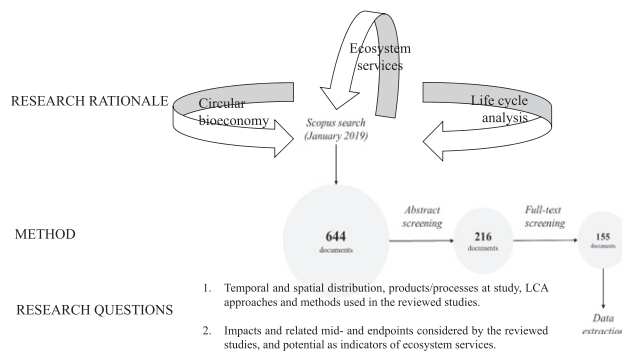 Ecosystem
services
RESEARCH RATIONALE
Circular
bioeconomy
Life cycle
analysis
Scopus search
(January 2019)
METHOD
644
documents
Abstract
screening
216
documents
Full-text
screening
155
documents
RESEARCH QUESTIONS
1. Temporal and spatial distribution, products/processes at study, LCA
approaches and methods used in the reviewed studies.
2. Impacts and related mid- and endpoints considered by the reviewed
studies, and potential as indicators of ecosystem services.
Data
extraction